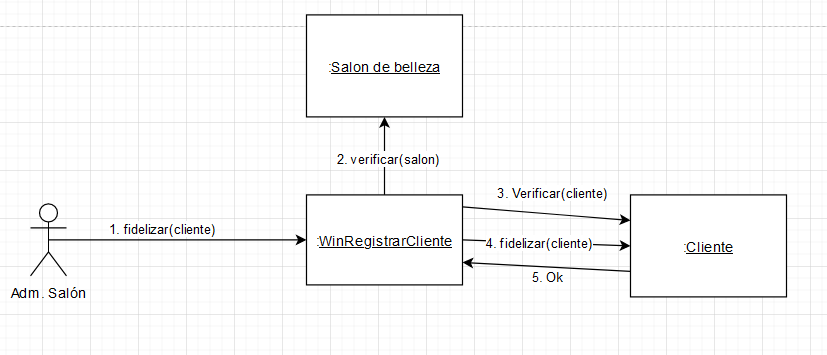 :Salon de belleza
2. verificar(salon)
3. Verificar(cliente)
1. fidelizar(cliente)
:WinRegistrarCliente
4. fidelizar(cliente)
:Cliente
5. Ok
Adm. Salón